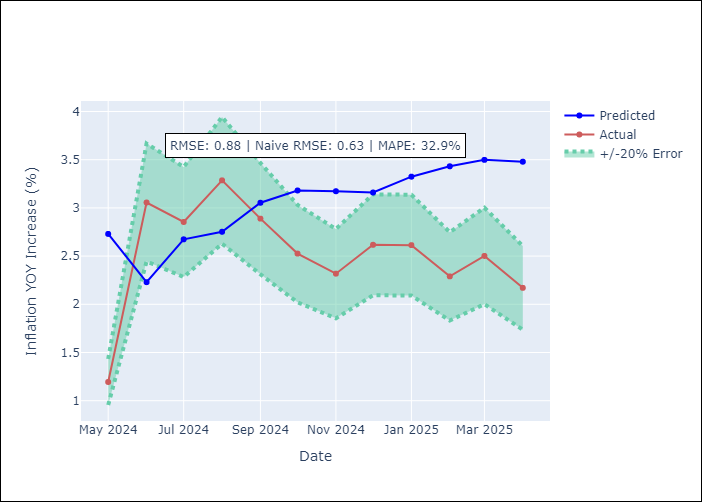 RMSE: 0.88 | Naive RMSE: 0.63 | MAPE: 32.9%
Predicted
Actual
+/-20% Error
Inflation YOY Increase (%)
4
3.5
3
2.5
2
1.5
1
May 2024
Jul 2024
Sep 2024
Nov 2024
Jan 2025
Mar 2025
Date